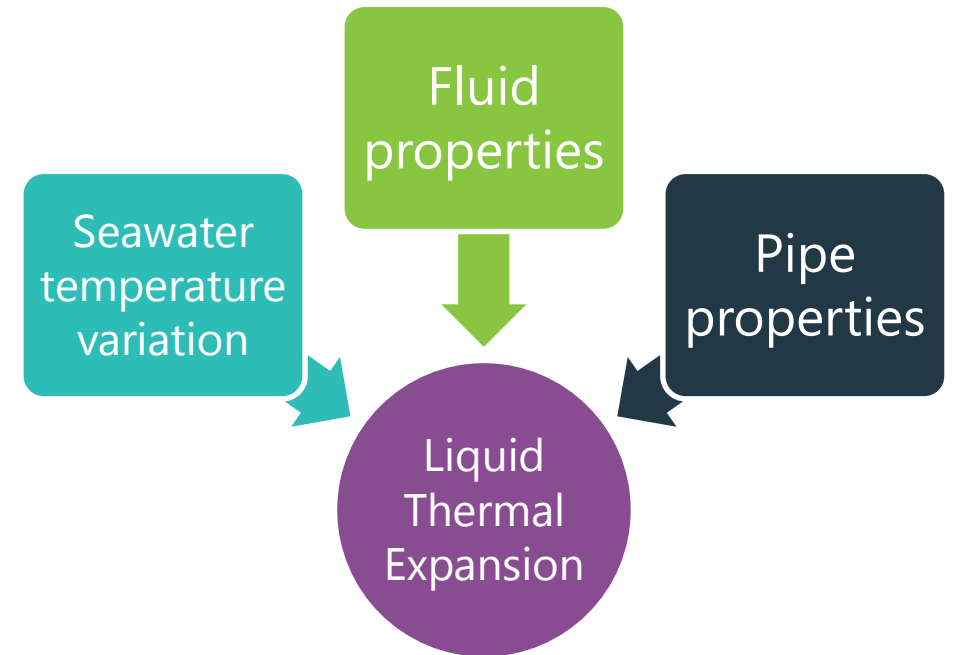 Fluid
properties
Seawater
temperature
variation
Pipe
properties
Liquid
Thermal
Expansion